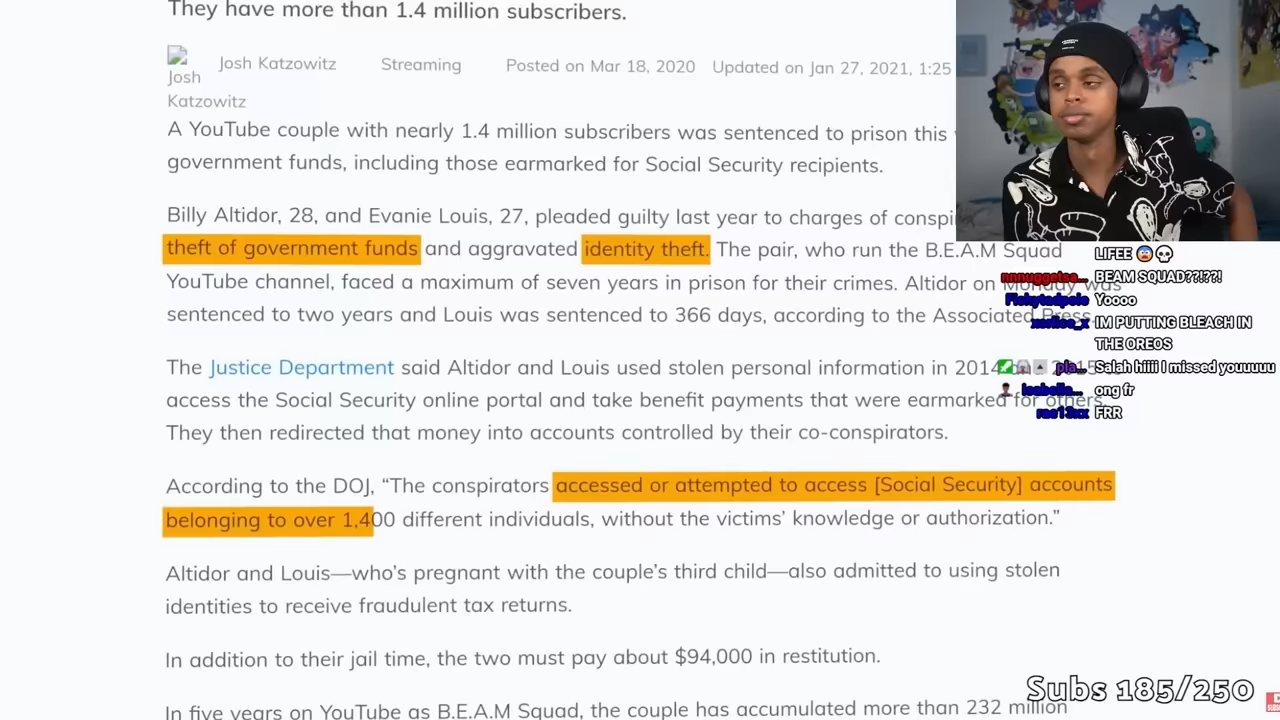 They have more than 1.4 million subscribers.
Josh Katzowitz
Josh Katzowitz Streaming Posted on Mar 18, 2020 Updated on Jan 27, 2021, 1:25
A YouTube couple with nearly 1.4 million subscribers was sentenced to prison this
government funds, including those earmarked for Social Security recipients.
Billy Altidor, 28, and Evanie Louis, 27, pleaded guilty last year to charges of
theft of government funds and aggravated identity theft. The pair, who run the B.E.A.M Squad
YouTube channel, faced a maximum of seven years in prison for their crimes. Altidor on Monday was
sentenced to two years and Louis was sentenced to 366 days, according to the Associated Press.
The Justice Department said Altidor and Louis used stolen personal information in 2014 and 2015
access the Social Security online portal and take benefit payments that were earmarked for others.
They then redirected that money into accounts controlled by their co-conspirators.
According to the DOJ, “The conspirators accessed or attempted to access [Social Security] accounts
belonging to over 1,400 different individuals, without the victims’ knowledge or authorization.”
Altidor and Louis—who’s pregnant with the couple’s third child—also admitted to using stolen
identities to receive fraudulent tax returns.
In addition to their jail time, the two must pay about $94,000 in restitution.
In five years on YouTube as B.E.A.M Squad, the couple has accumulated more than 232 million
LIFEE 😨💀
nnnuggetsa... BEAM SQUAD??!?!
Fishytadpole Yoooo
IM PUTTING BLEACH IN
THE OREOS
pla... Salah hiiii I missed youuuuu
isabella... ong fr
rae13xx FRR
Subs 185/250